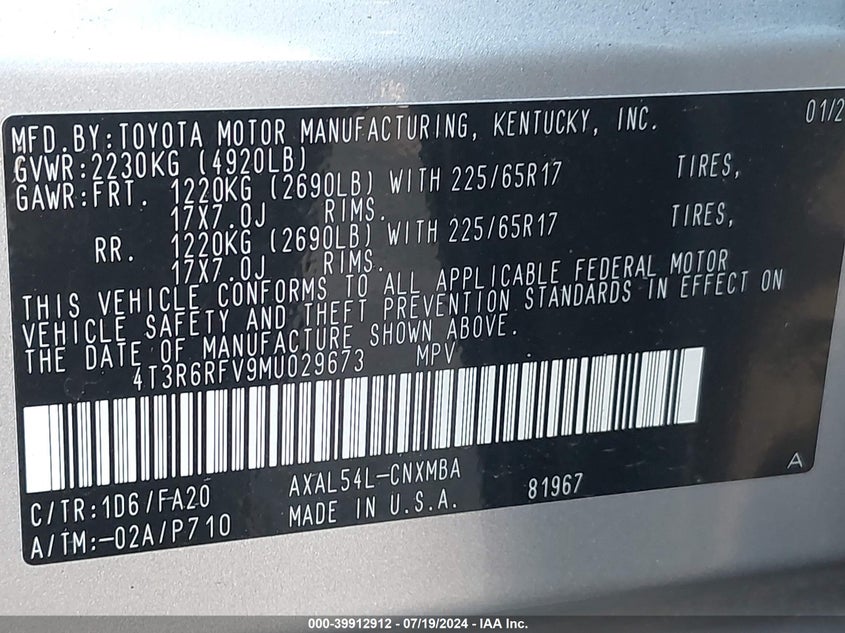 MFD.BY:TOYOTA MOTOR MANUFACTURING, KENTUCKY, INC. 01/2
GVWR:2230KG (4920LB)
GAWR:FRT. 1220KG (2690LB) WITH 225/65R17 TIRES,
17X7.0J RIMS.
RR. 1220KG (2690LB) WITH 225/65R17 TIRES,
17X7.0J RIMS.
THIS VEHICLE CONFORMS TO ALL APPLICABLE FEDERAL MOTOR
VEHICLE SAFETY AND THEFT PREVENTION STANDARDS IN EFFECT ON
THE DATE OF MANUFACTURE SHOWN ABOVE.
4T3R6RFV9MU029673 MPV
C/TR:1D6/FA20 AXAL54L-CNXMBA 81967 A
A/TM:-02A/P710 MADE IN U.S.A.
000-39912912 - 07/19/2024 - IAA Inc.